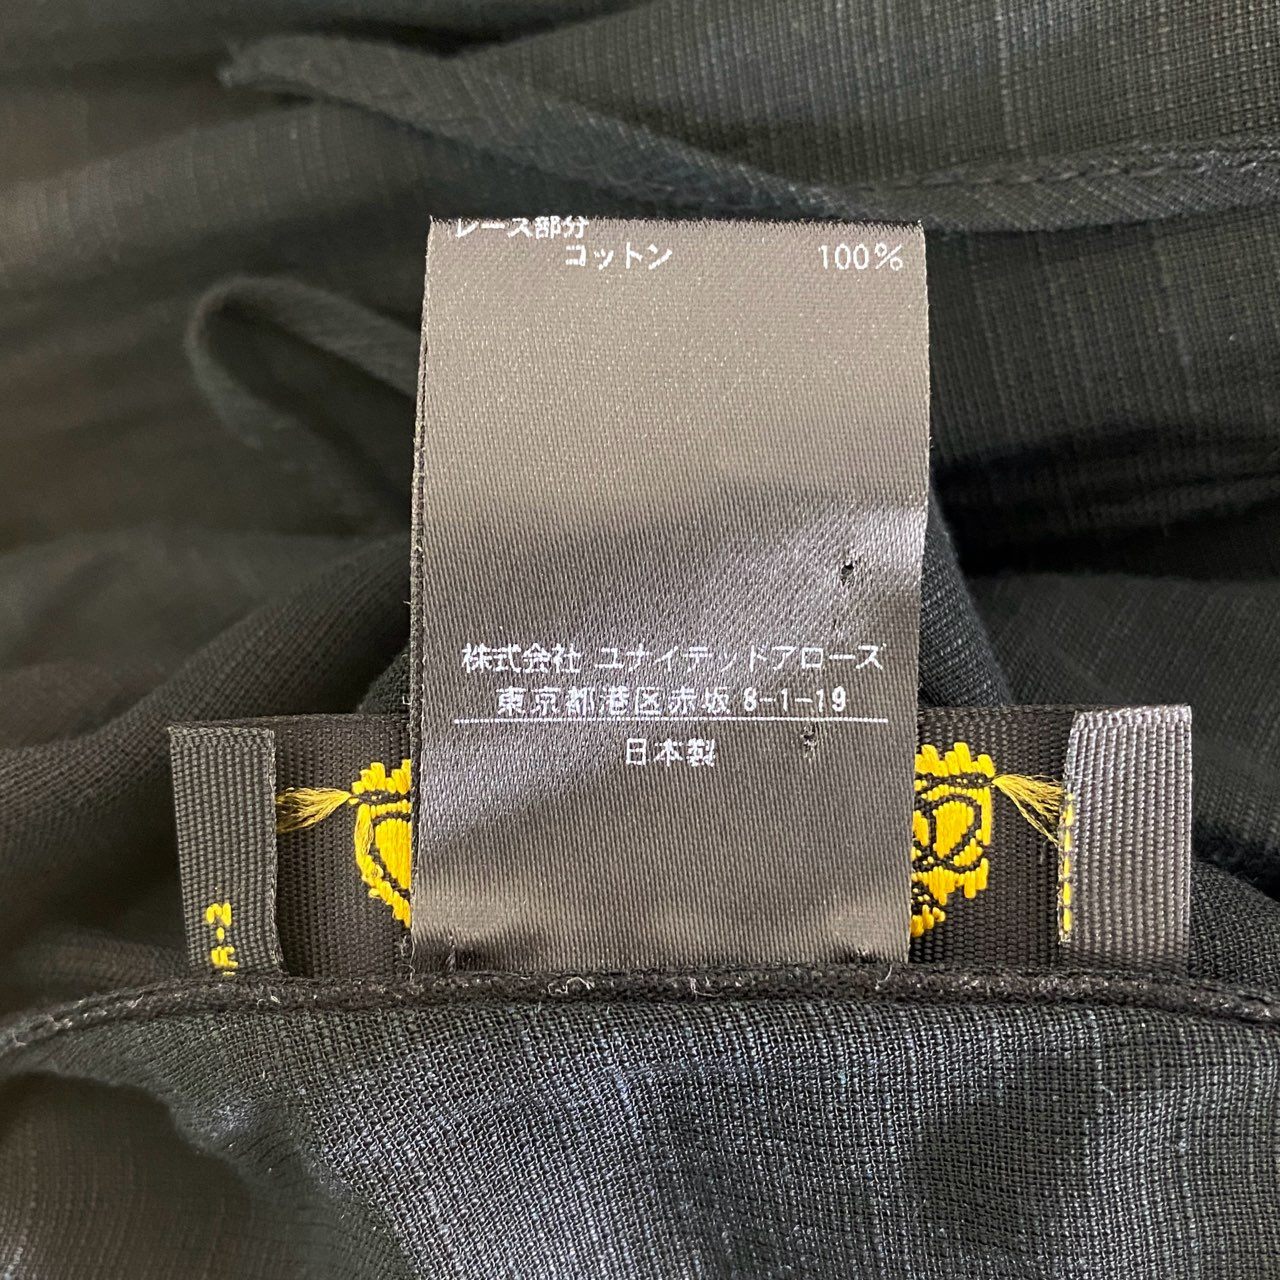 レース部分
コットン 100%
株式会社 ユナイテッドアローズ
東京都港区赤坂 8-1-19
日本製